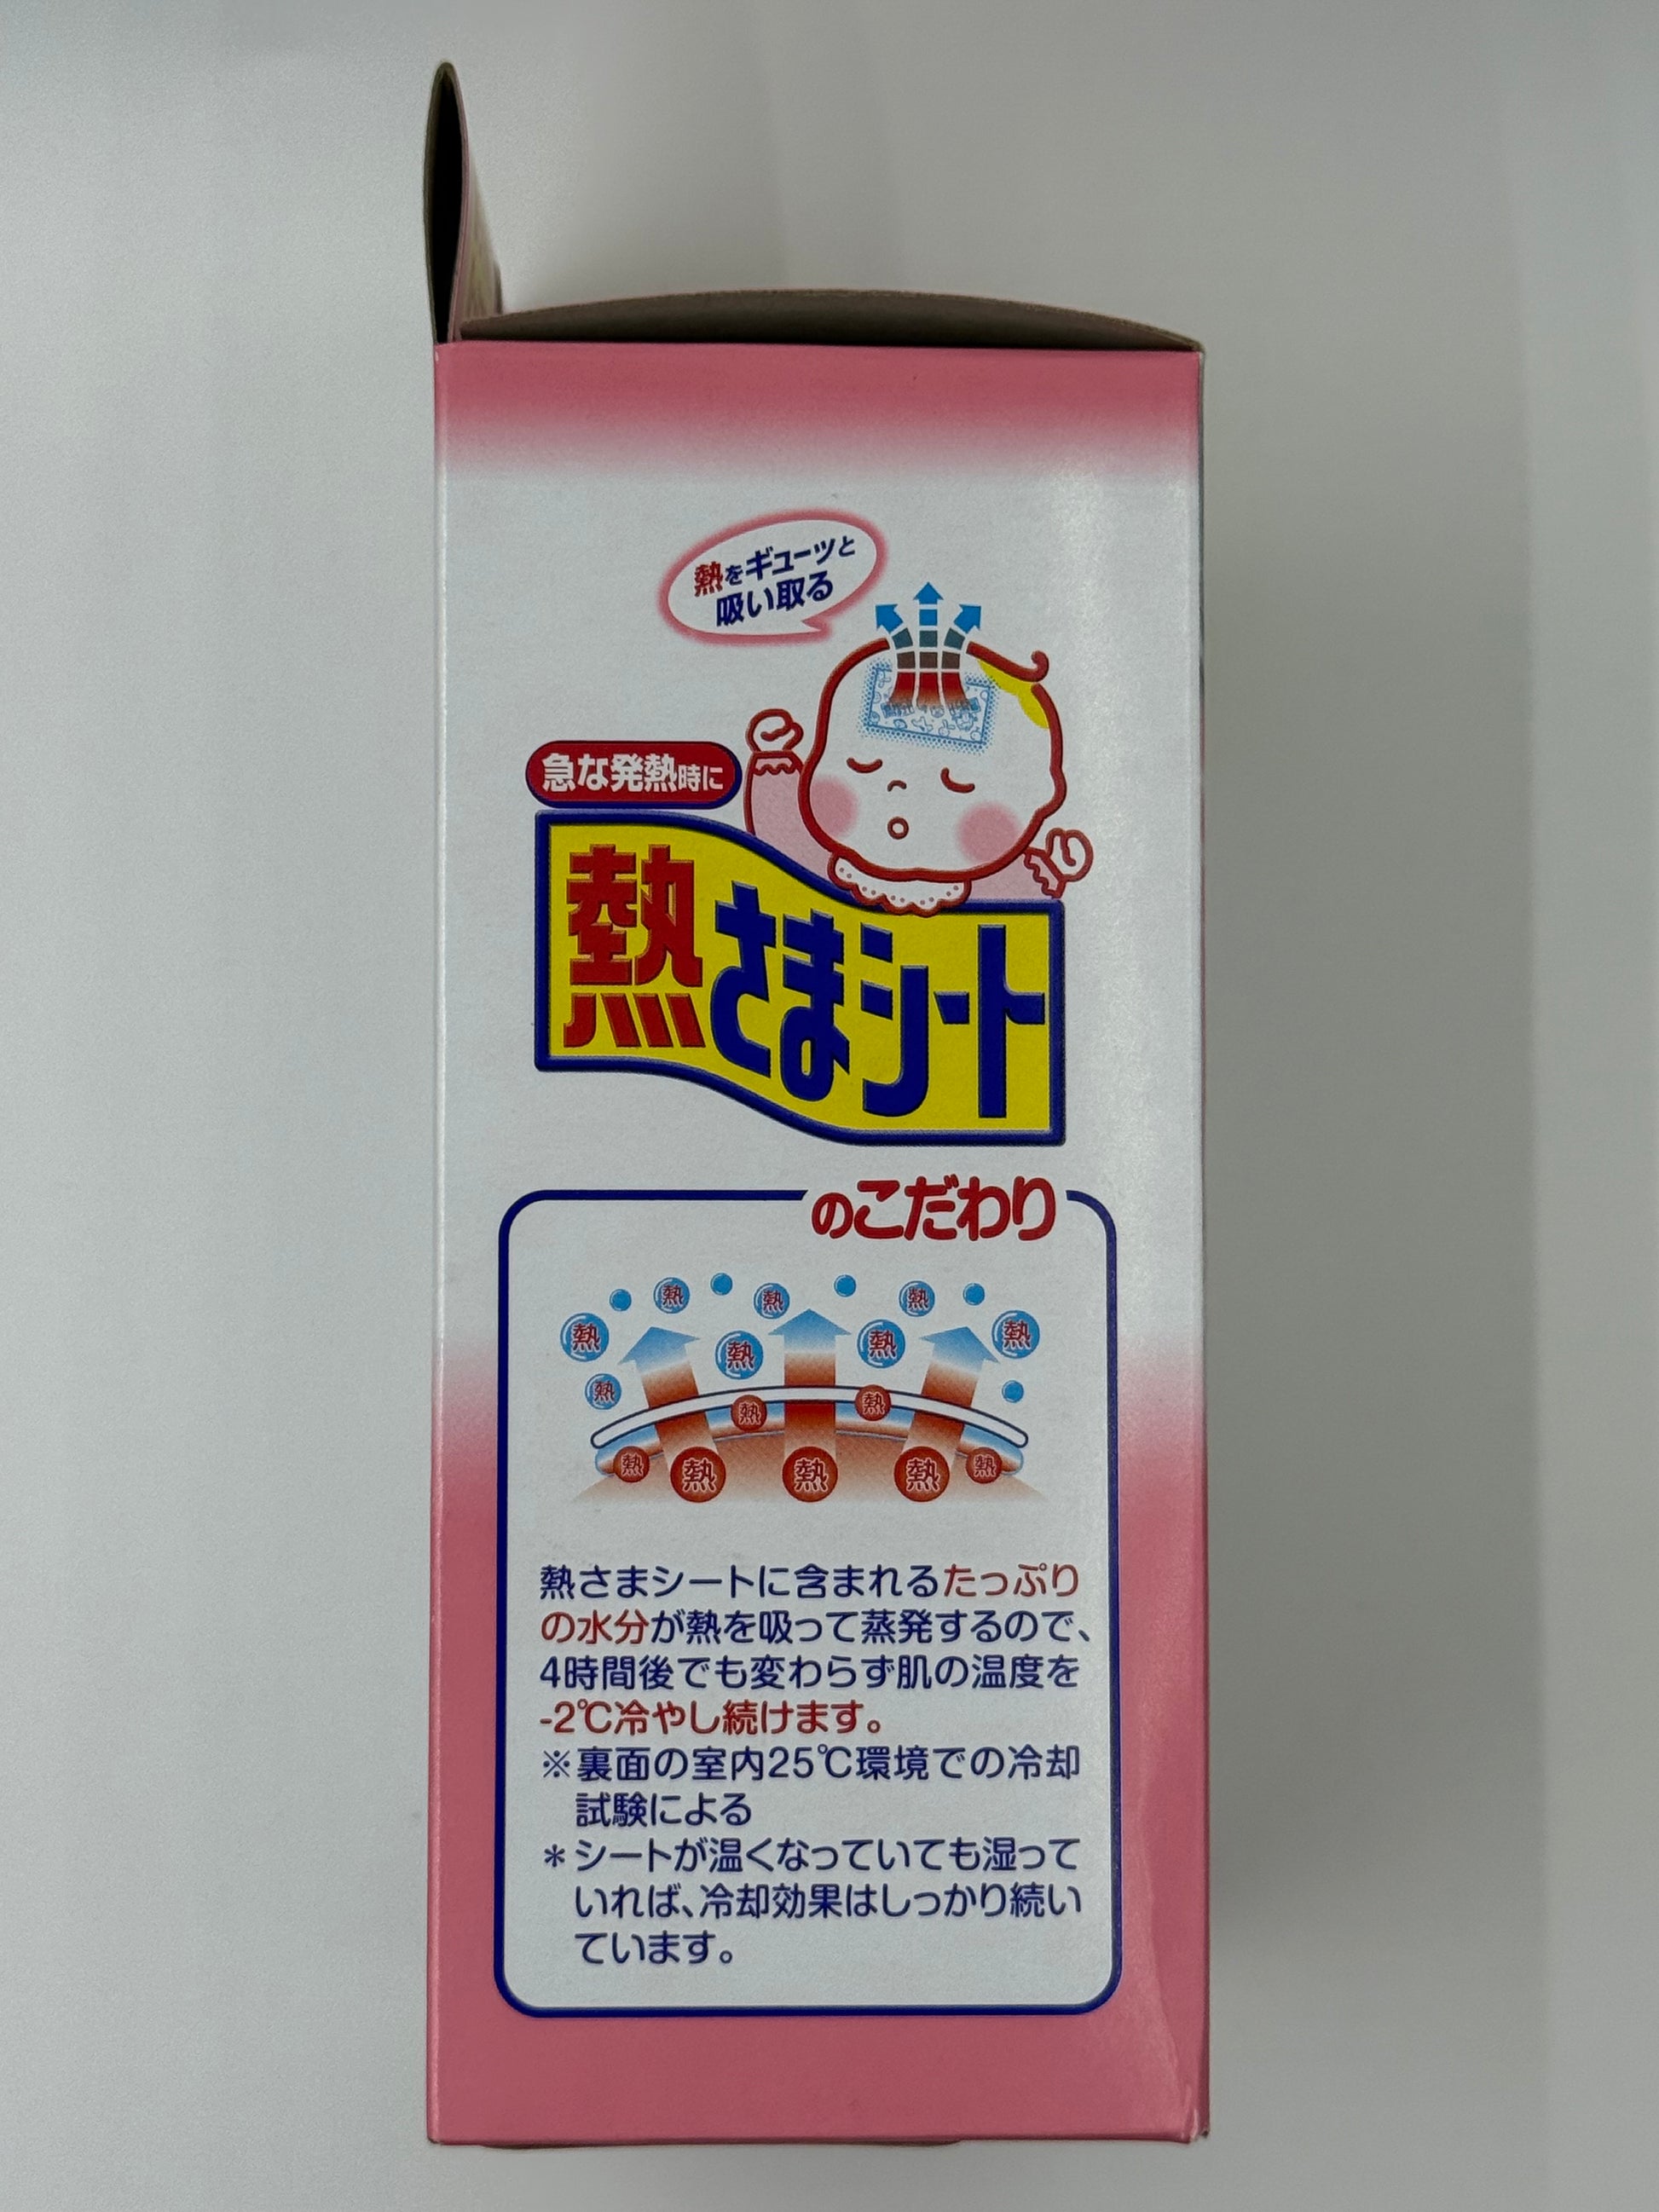 熱をギューッと
吸い取る
急な発熱時に
熱さまシート
のこだわり
熱 熱 熱
熱 熱 熱 熱
熱
熱 熱
熱 熱 熱 熱 熱
熱さまシートに含まれるたっぷり
の水分が熱を吸って蒸発するので、
4時間後でも変わらず肌の温度を
-2℃冷やし続けます。
※裏面の室内25℃環境での冷却
試験による
＊シートが温くなっていても湿って
いれば、冷却効果はしっかり続い
ています。